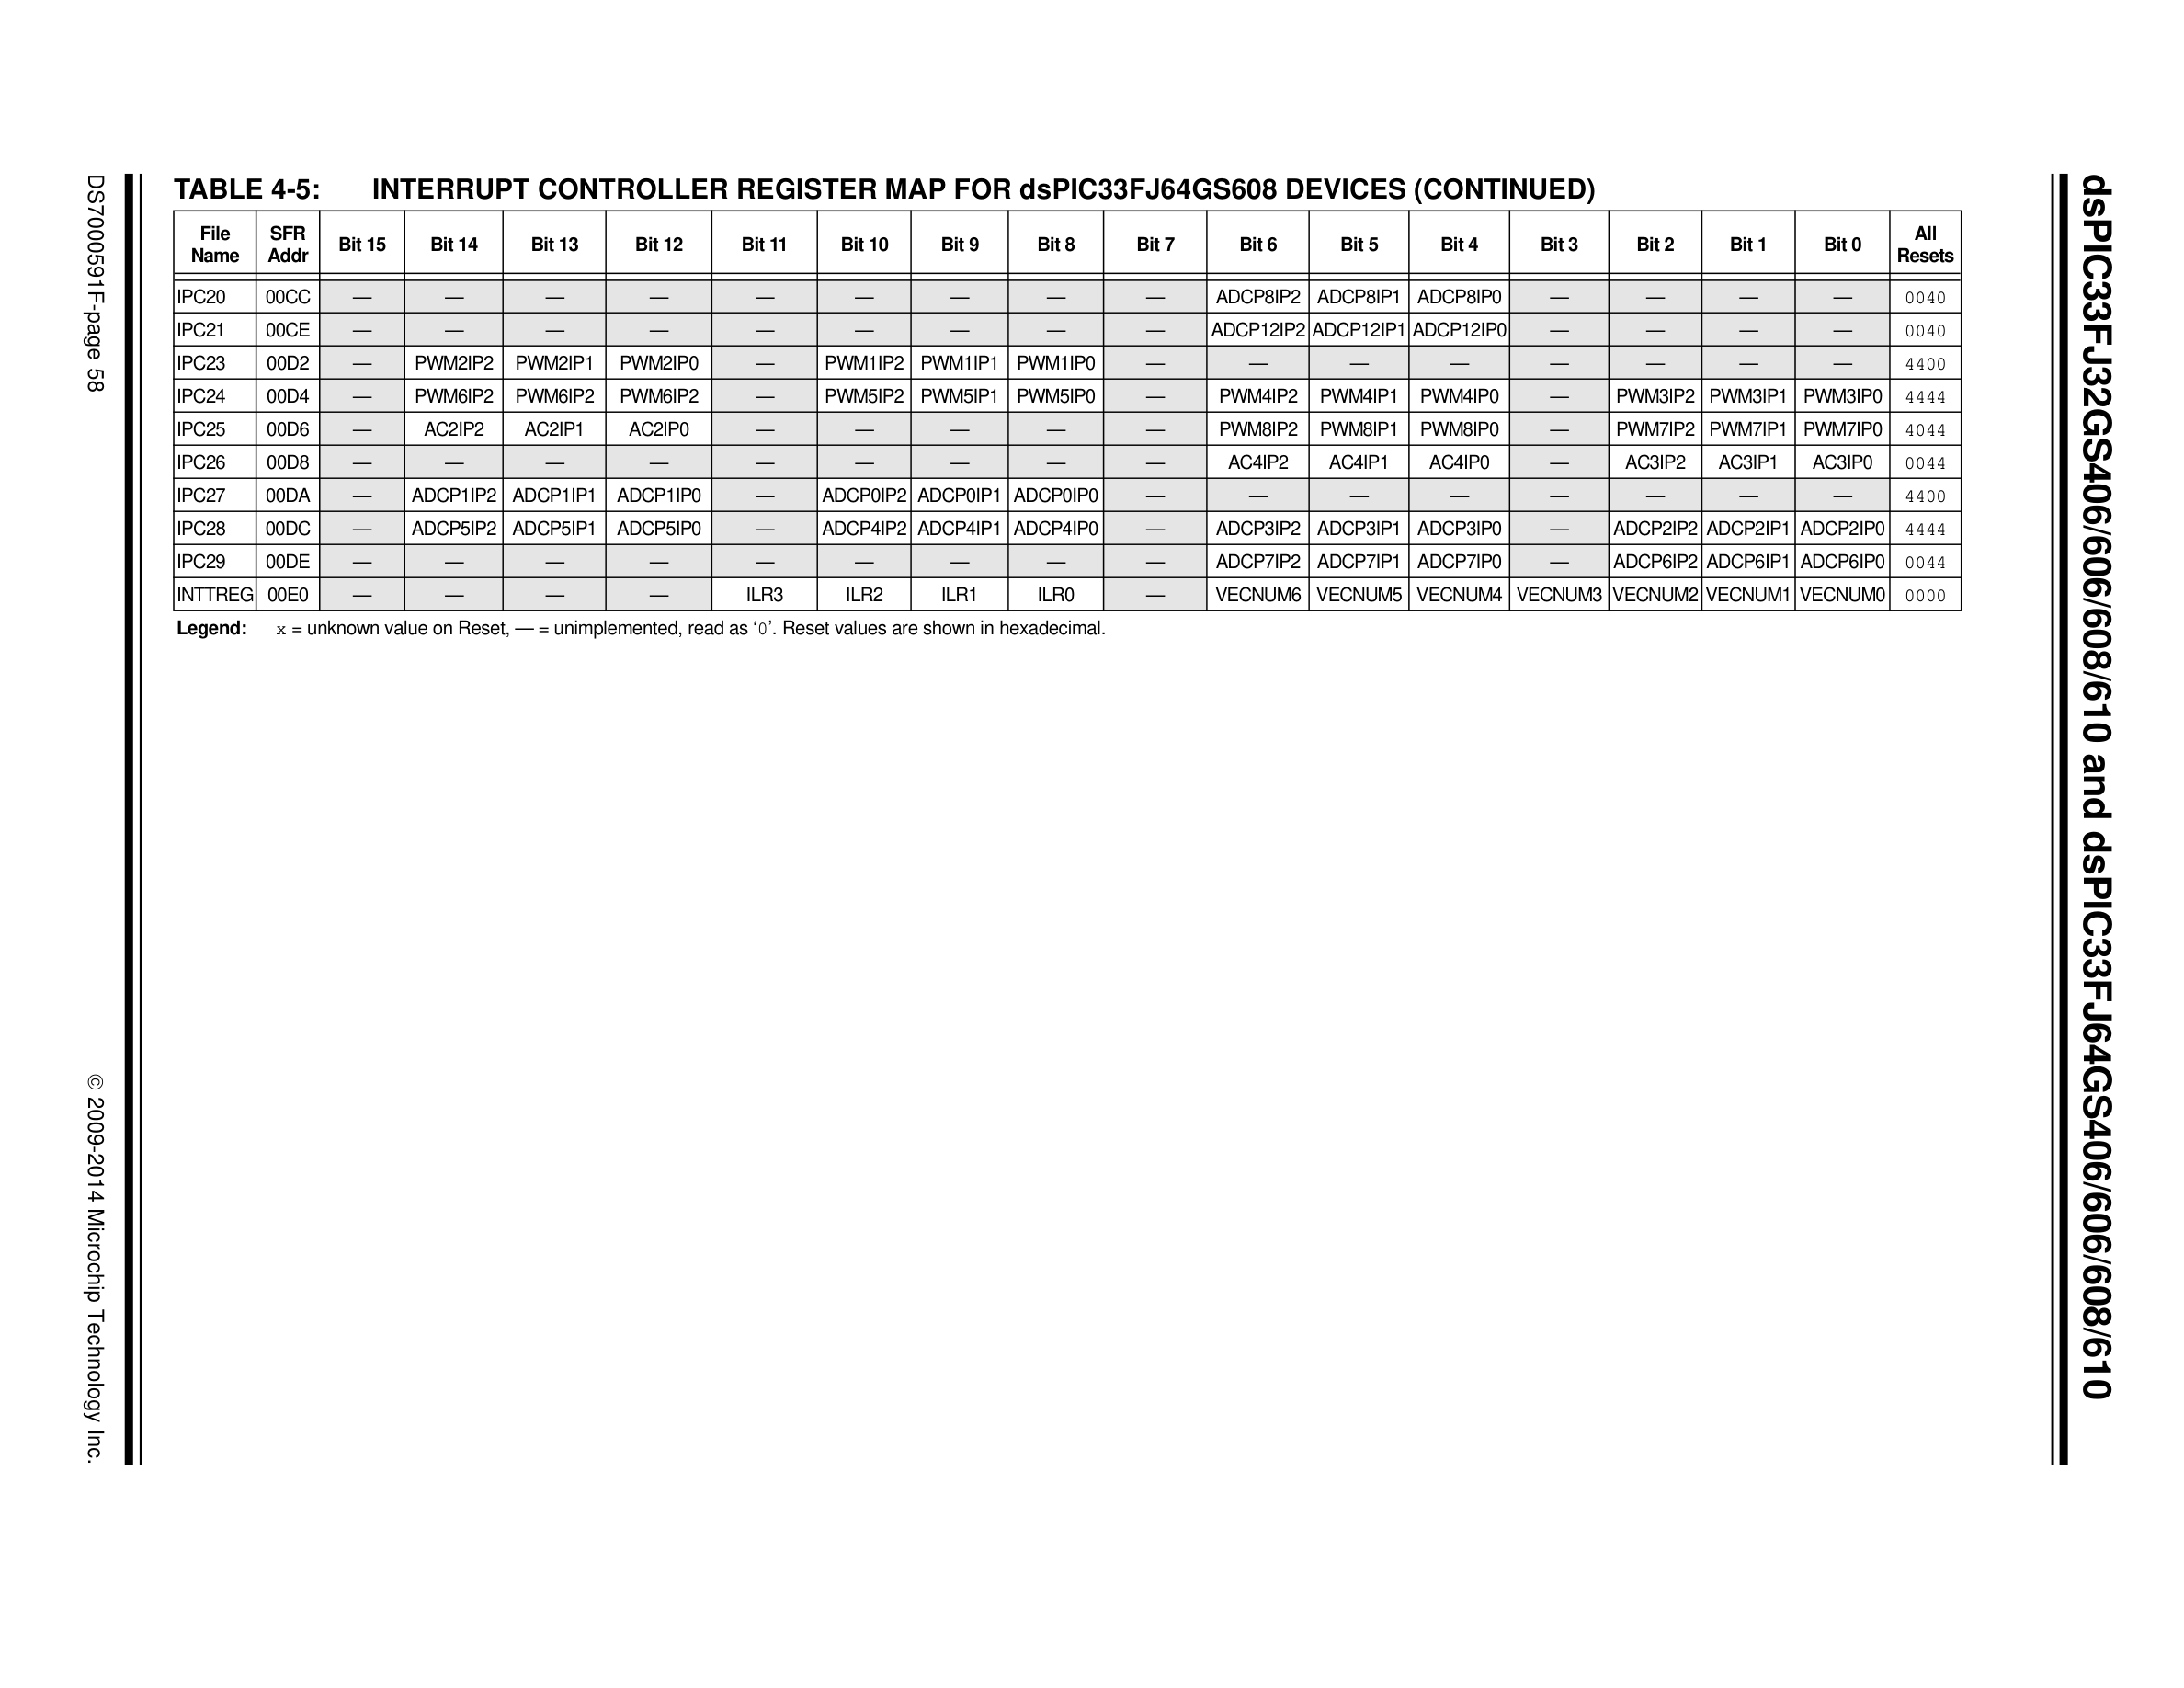 dsPIC33FJ32GS406/606/608/610 and dsPIC33FJ64GS406/606/608/610
TABLE 4-5: INTERRUPT CONTROLLER REGISTER MAP FOR dsPIC33FJ64GS608 DEVICES (CONTINUED)
File Name SFR Addr Bit 15 Bit 14 Bit 13 Bit 12 Bit 11 Bit 10 Bit 9 Bit 8 Bit 7 Bit 6 Bit 5 Bit 4 Bit 3 Bit 2 Bit 1 Bit 0 All Resets
IPC20 00CC — — — — — — — — — ADCP8IP2 ADCP8IP1 ADCP8IP0 — — — — 0040
IPC21 00CE — — — — — — — — — ADCP12IP2 ADCP12IP1 ADCP12IP0 — — — — 0040
IPC23 00D2 — PWM2IP2 PWM2IP1 PWM2IP0 — PWM1IP2 PWM1IP1 PWM1IP0 — — — — — — — — 4400
IPC24 00D4 — PWM6IP2 PWM6IP2 PWM6IP2 — PWM5IP2 PWM5IP1 PWM5IP0 — PWM4IP2 PWM4IP1 PWM4IP0 — PWM3IP2 PWM3IP1 PWM3IP0 4444
IPC25 00D6 — AC2IP2 AC2IP1 AC2IP0 — — — — — PWM8IP2 PWM8IP1 PWM8IP0 — PWM7IP2 PWM7IP1 PWM7IP0 4044
IPC26 00D8 — — — — — — — — — AC4IP2 AC4IP1 AC4IP0 — AC3IP2 AC3IP1 AC3IP0 0044
IPC27 00DA — ADCP1IP2 ADCP1IP1 ADCP1IP0 — ADCP0IP2 ADCP0IP1 ADCP0IP0 — — — — — — — — 4400
IPC28 00DC — ADCP5IP2 ADCP5IP1 ADCP5IP0 — ADCP4IP2 ADCP4IP1 ADCP4IP0 — ADCP3IP2 ADCP3IP1 ADCP3IP0 — ADCP2IP2 ADCP2IP1 ADCP2IP0 4444
IPC29 00DE — — — — — — — — — ADCP7IP2 ADCP7IP1 ADCP7IP0 — ADCP6IP2 ADCP6IP1 ADCP6IP0 0044
INTTREG 00E0 — — — — ILR3 ILR2 ILR1 ILR0 — VECNUM6 VECNUM5 VECNUM4 VECNUM3 VECNUM2 VECNUM1 VECNUM0 0000
Legend: x = unknown value on Reset, — = unimplemented, read as ‘0’. Reset values are shown in hexadecimal.
DS70000591F-page 58
© 2009-2014 Microchip Technology Inc.